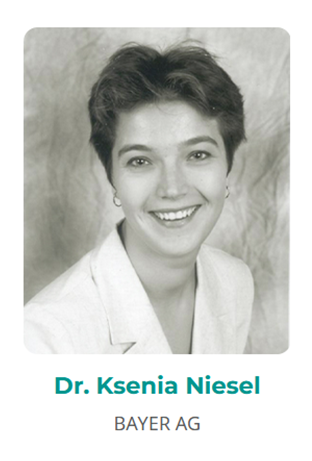 Dr. Ksenia Niesel
BAYER AG